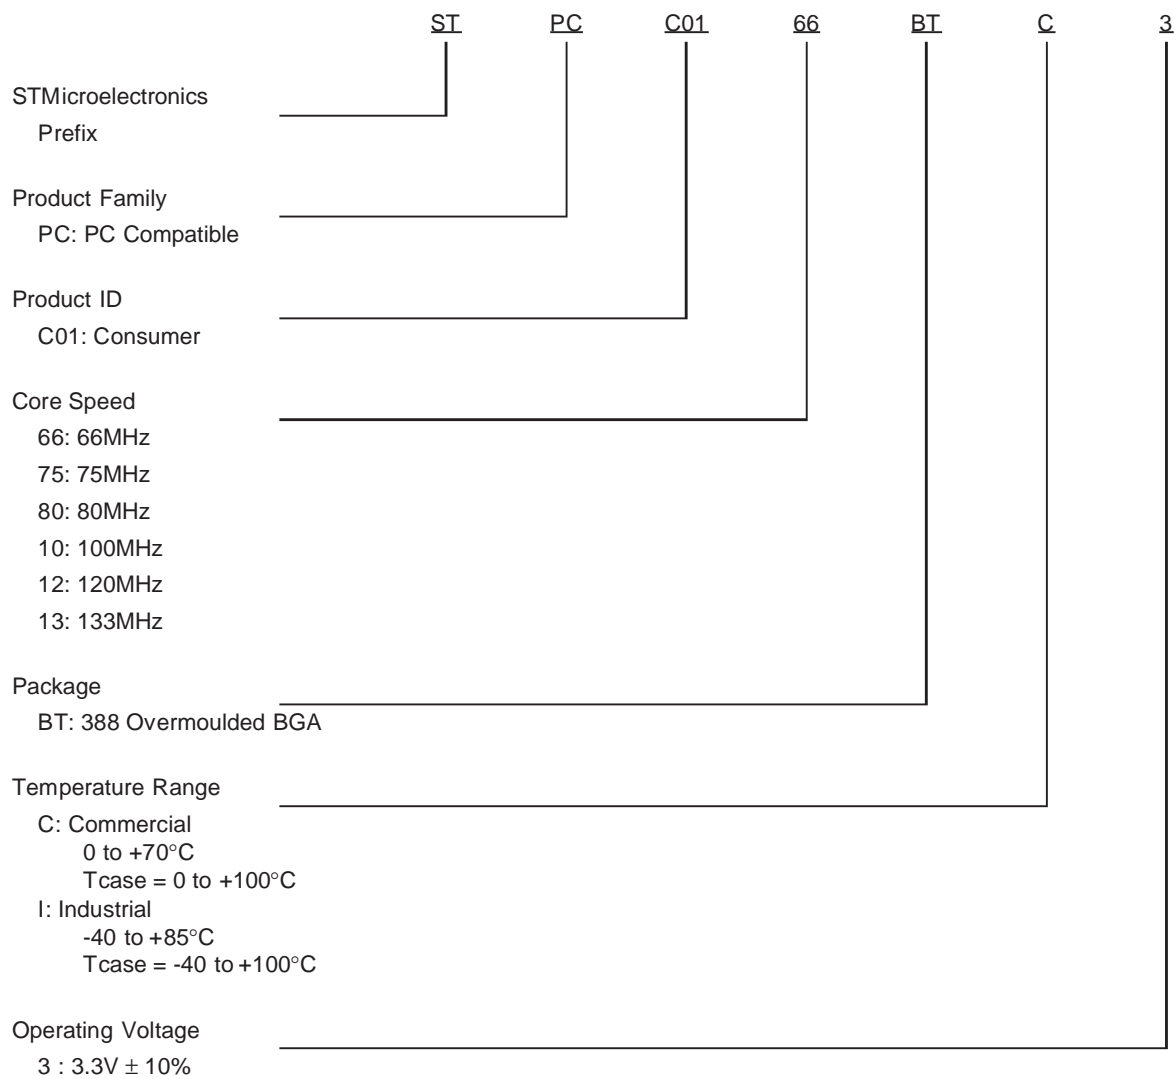 ST PC C01 66 BT C 3
STMicroelectronics
Prefix
Product Family
PC: PC Compatible
Product ID
C01: Consumer
Core Speed
66: 66MHz
75: 75MHz
80: 80MHz
10: 100MHz
12: 120MHz
13: 133MHz
Package
BT: 388 Overmoulded BGA
Temperature Range
C: Commercial
0 to +70°C
Tcase = 0 to +100°C
I: Industrial
-40 to +85°C
Tcase = -40 to +100°C
Operating Voltage
3 : 3.3V ± 10%